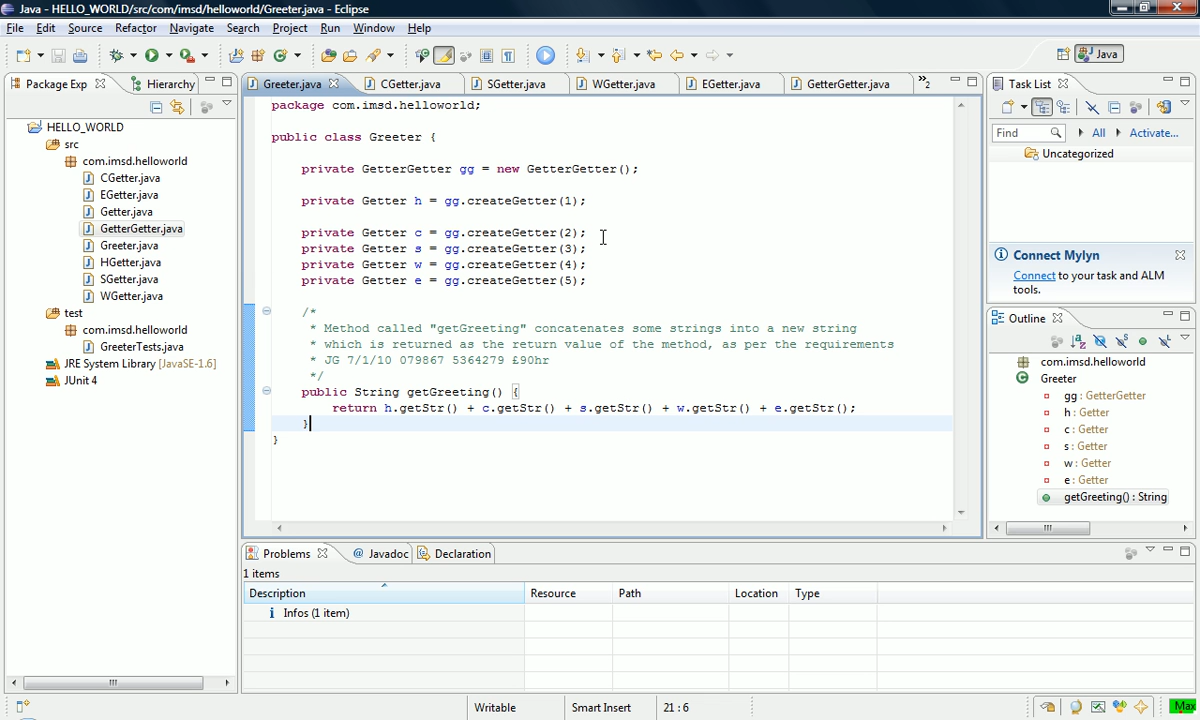 Java - HELLO_WORLD/src/com/imsd/helloworld/Greeter.java - Eclipse
File Edit Source Refactor Navigate Search Project Run Window Help
Java
Package Exp Hierarchy
HELLO_WORLD
src
com.imsd.helloworld
CGetter.java
EGetter.java
Getter.java
GetterGetter.java
Greeter.java
HGetter.java
SGetter.java
WGetter.java
test
com.imsd.helloworld
GreeterTests.java
JRE System Library [JavaSE-1.6]
JUnit 4
Greeter.java CGetter.java SGetter.java WGetter.java EGetter.java GetterGetter.java »2
package com.imsd.helloworld;
public class Greeter {
private GetterGetter gg = new GetterGetter();
private Getter h = gg.createGetter(1);
private Getter c = gg.createGetter(2);
private Getter s = gg.createGetter(3);
private Getter w = gg.createGetter(4);
private Getter e = gg.createGetter(5);
/*
* Method called "getGreeting" concatenates some strings into a new string
* which is returned as the return value of the method, as per the requirements
* JG 7/1/10 079867 5364279 £90hr
*/
public String getGreeting() {
return h.getStr() + c.getStr() + s.getStr() + w.getStr() + e.getStr();
}
}
Task List
Find All Activate...
Uncategorized
Connect Mylyn
Connect to your task and ALM
tools.
Outline
com.imsd.helloworld
Greeter
gg : GetterGetter
h : Getter
c : Getter
s : Getter
w : Getter
e : Getter
getGreeting() : String
Problems @ Javadoc Declaration
1 items
Description Resource Path Location Type
i Infos (1 item)
Writable Smart Insert 21 : 6
Max